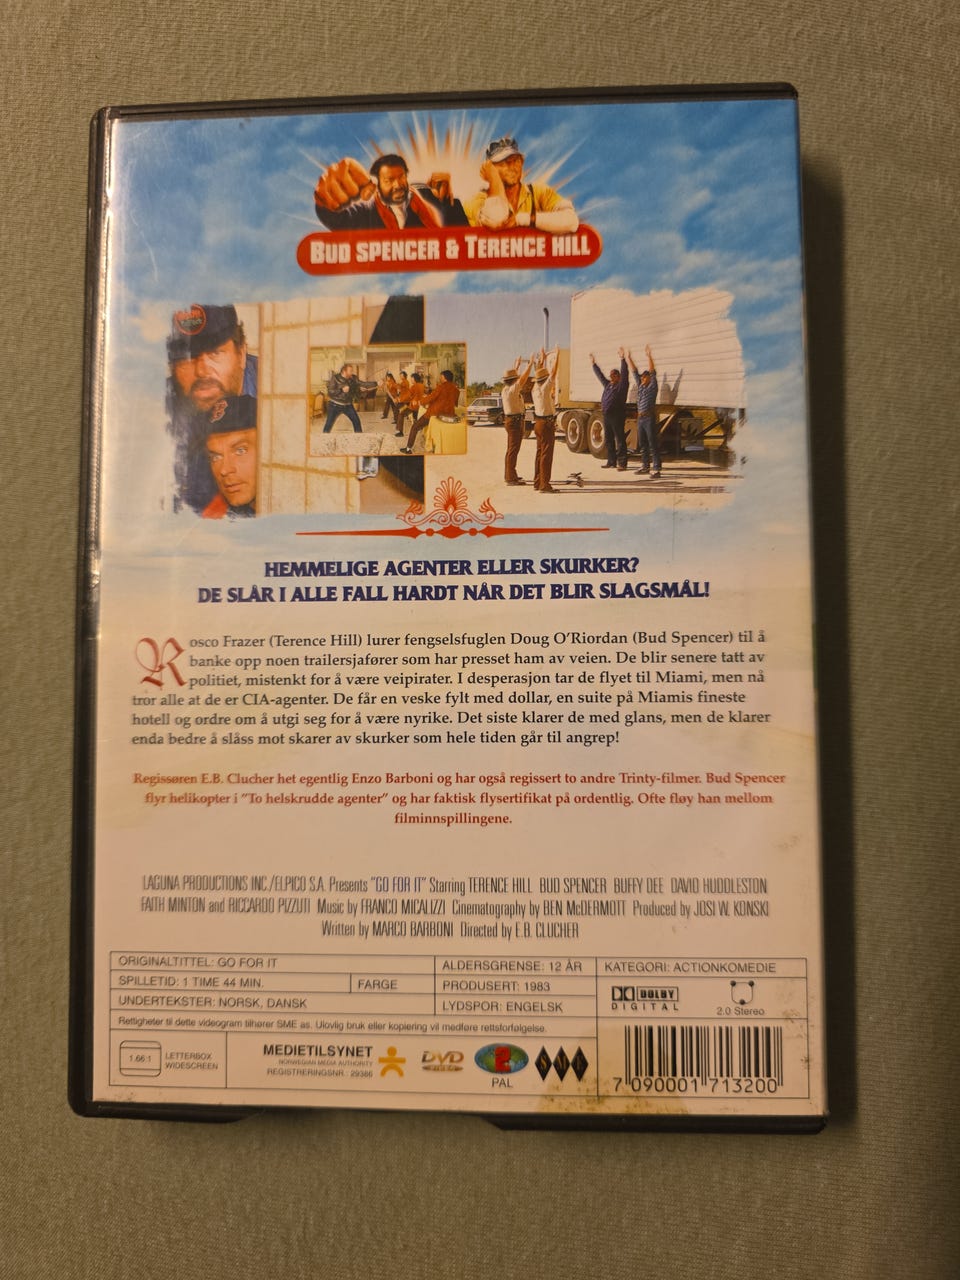 BUD SPENCER & TERENCE HILL
HEMMELIGE AGENTER ELLER SKURKER?
DE SLÅR I ALLE FALL HARDT NÅR DET BLIR SLAGSMÅL!
Rosco Frazer (Terence Hill) lurer fengselsfuglen Doug O'Riordan (Bud Spencer) til å
banke opp noen trailersjafører som har presset ham av veien. De blir senere tatt av
politiet, mistenkt for å være veipirater. I desperasjon tar de flyet til Miami, men nå
tror alle at de er CIA-agenter. De får en veske fylt med dollar, en suite på Miamis fineste
hotell og ordre om å utgi seg for å være nyrike. Det siste klarer de med glans, men de klarer
enda bedre å slåss mot skarer av skurker som hele tiden går til angrep!
Regissøren E.B. Clucher het egentlig Enzo Barboni og har også regissert to andre Trinty-filmer. Bud Spencer
flyr helikopter i "To helskrudde agenter" og har faktisk flysertifikat på ordentlig. Ofte fløy han mellom
filminnspillingene.
LAGUNA PRODUCTIONS INC./ELPICO S.A. Presents "GO FOR IT" Starring TERENCE HILL BUD SPENCER BUFFY DEE DAVID HUDDLESTON
FAITH MINTON and RICCARDO PIZZUTI Music by FRANCO MICALIZZI Cinematography by BEN McDERMOTT Produced by JOSI W. KONSKI
Written by MARCO BARBONI Directed by E.B. CLUCHER
ORIGINALTITTEL: GO FOR IT
ALDERSGRENSE: 12 ÅR
KATEGORI: ACTIONKOMEDIE
SPILLETID: 1 TIME 44 MIN.
FARGE
PRODUSERT: 1983
UNDERTEKSTER: NORSK, DANSK
LYDSPOR: ENGELSK
DOLBY
DIGITAL
2.0 Stereo
Rettigheter til dette videogram tilhører SME as. Ulovlig bruk eller kopiering vil medføre rettsforfølgelse.
1.66:1
LETTERBOX
WIDESCREEN
MEDIETILSYNET
NORWEGIAN MEDIA AUTHORITY
REGISTRERINGSNR.: 29386
DVD
VIDEO
2
PAL
SME
7 090001 713200